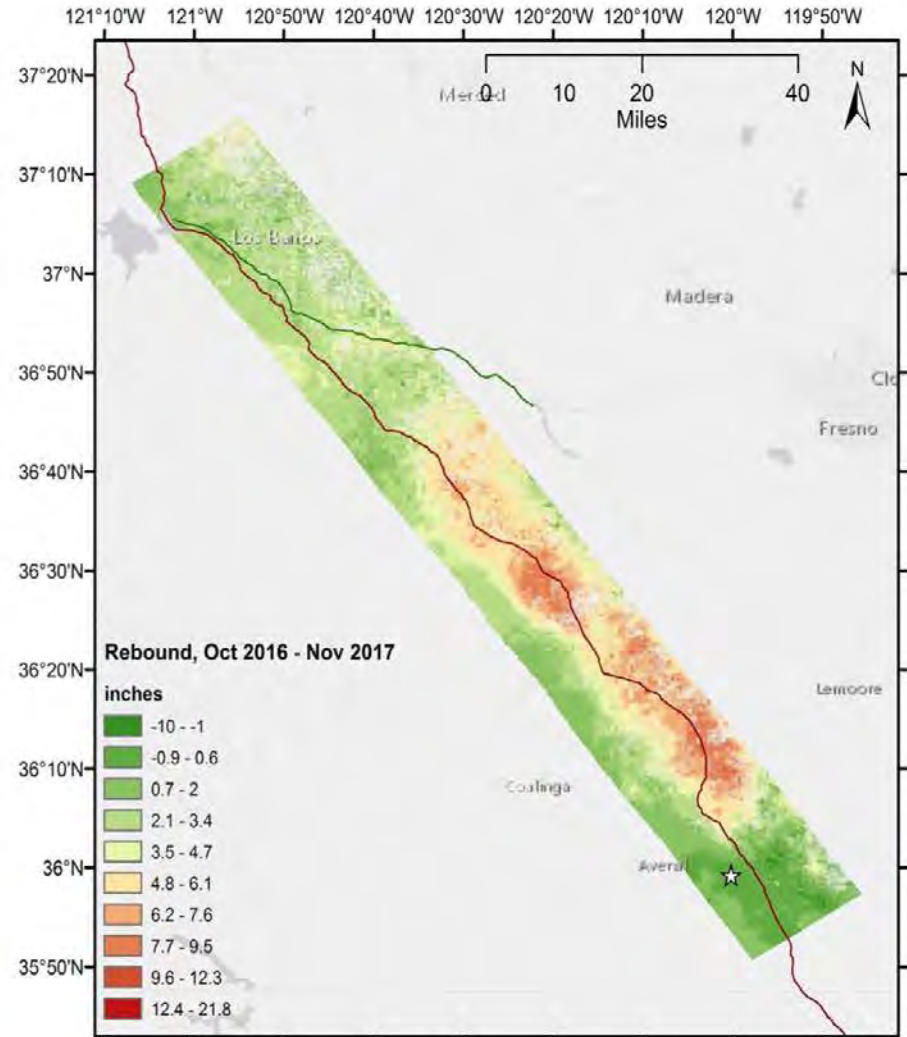 121°10'W 121°W 120°50'W 120°40'W 120°30'W 120°20'W 120°10'W 120°W 119°50'W
37°20'N
37°10'N
37°N
36°50'N
36°40'N
36°30'N
36°20'N
36°10'N
36°N
35°50'N
0 10 20 40
Miles
N
Merced
Los Banos
Madera
Clo
Fresno
Lemoore
Coalinga
Avenal
Rebound, Oct 2016 - Nov 2017
inches
-10 - -1
-0.9 - 0.6
0.7 - 2
2.1 - 3.4
3.5 - 4.7
4.8 - 6.1
6.2 - 7.6
7.7 - 9.5
9.6 - 12.3
12.4 - 21.8